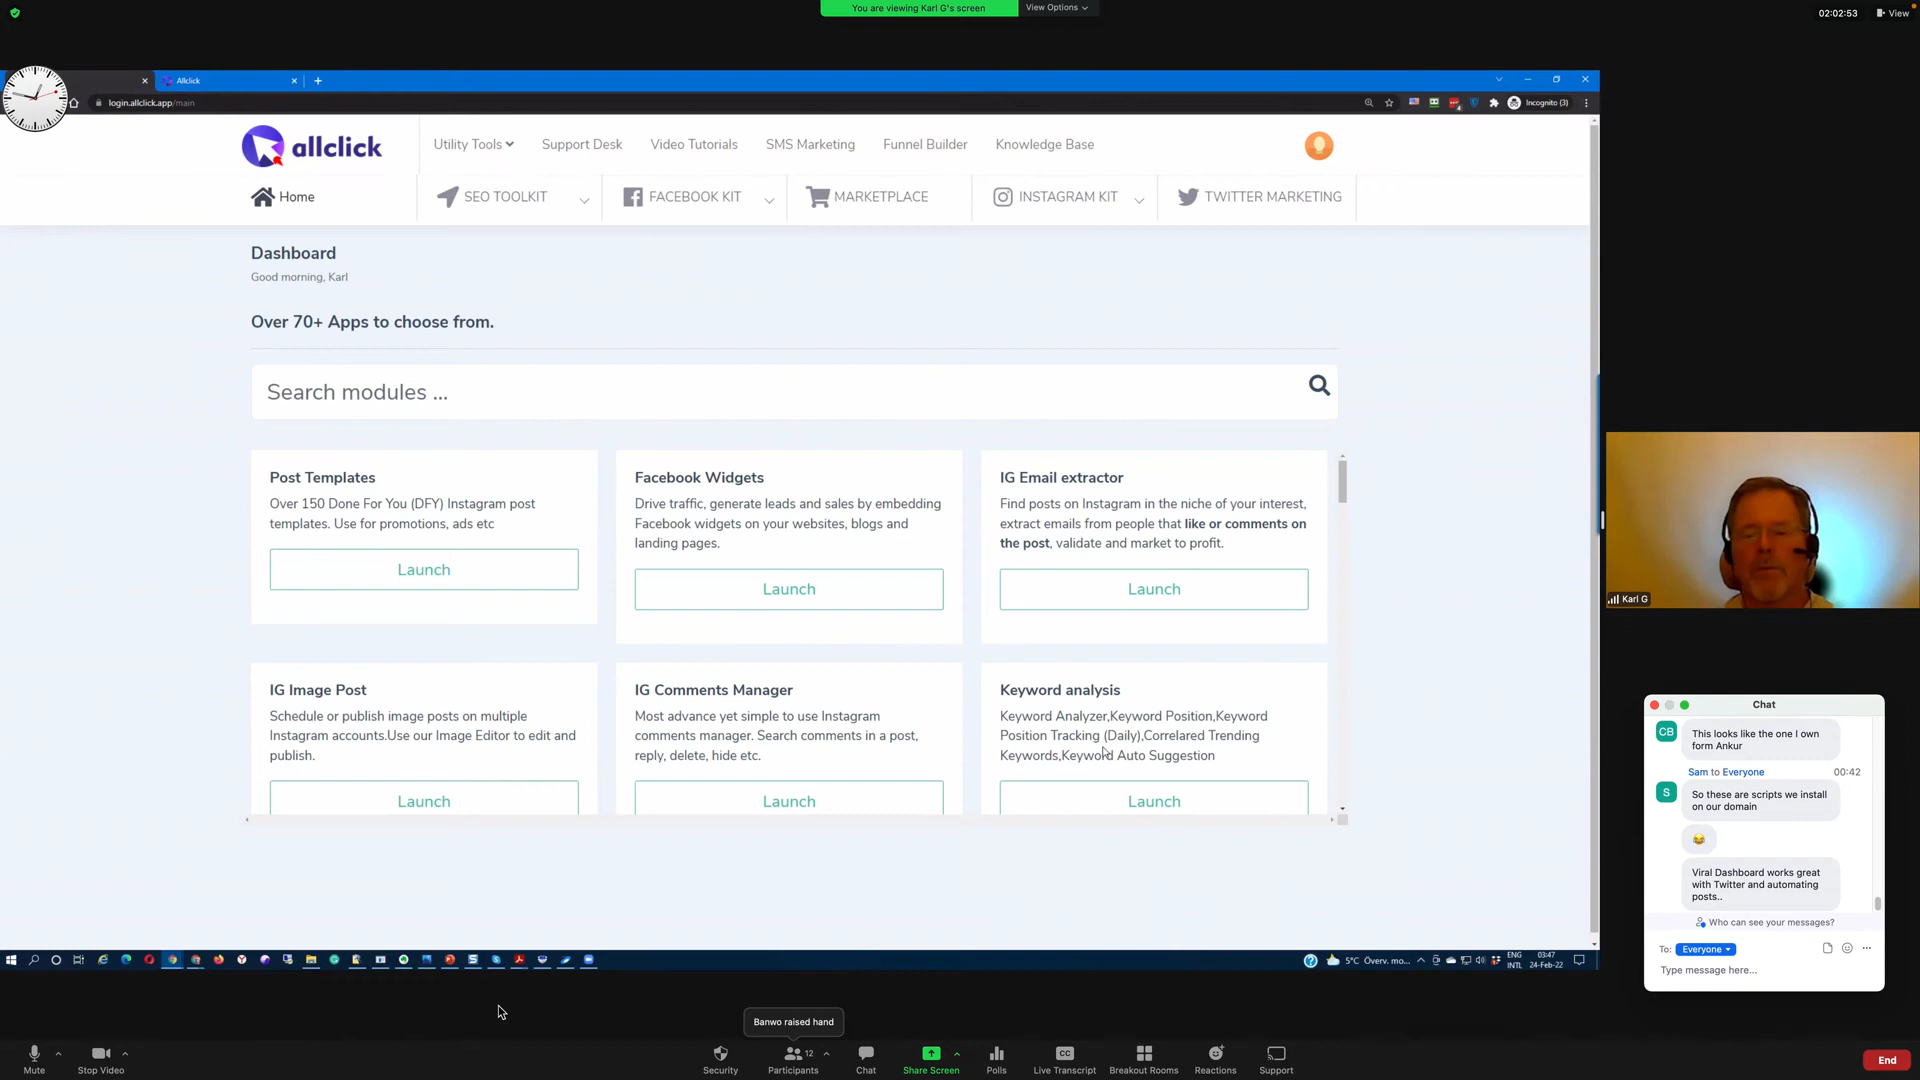 You are viewing Karl G's screen
View Options
02:02:53
View
Allclick
login.allclick.app/main
Incognito (3)
allclick
Utility Tools
Support Desk
Video Tutorials
SMS Marketing
Funnel Builder
Knowledge Base
Home
SEO TOOLKIT
FACEBOOK KIT
MARKETPLACE
INSTAGRAM KIT
TWITTER MARKETING
Dashboard
Good morning, Karl
Over 70+ Apps to choose from.
Search modules ...
Post Templates
Over 150 Done For You (DFY) Instagram post
templates. Use for promotions, ads etc
Launch
Facebook Widgets
Drive traffic, generate leads and sales by embedding
Facebook widgets on your websites, blogs and
landing pages.
Launch
IG Email extractor
Find posts on Instagram in the niche of your interest,
extract emails from people that like or comments on
the post, validate and market to profit.
Launch
IG Image Post
Schedule or publish image posts on multiple
Instagram accounts.Use our Image Editor to edit and
publish.
Launch
IG Comments Manager
Most advance yet simple to use Instagram
comments manager. Search comments in a post,
reply, delete, hide etc.
Launch
Keyword analysis
Keyword Analyzer,Keyword Position,Keyword
Position Tracking (Daily),Correlared Trending
Keywords,Keyword Auto Suggestion
Launch
Karl G
Chat
CB
This looks like the one I own
form Ankur
Sam to Everyone
00:42
S
So these are scripts we install
on our domain
Viral Dashboard works great
with Twitter and automating
posts..
Who can see your messages?
To: Everyone
Type message here...
5°C Överv. mo...
ENG
INTL
03:47
24-Feb-22
Banwo raised hand
Mute
Stop Video
Security
12
Participants
Chat
Share Screen
Polls
CC
Live Transcript
Breakout Rooms
Reactions
Support
End